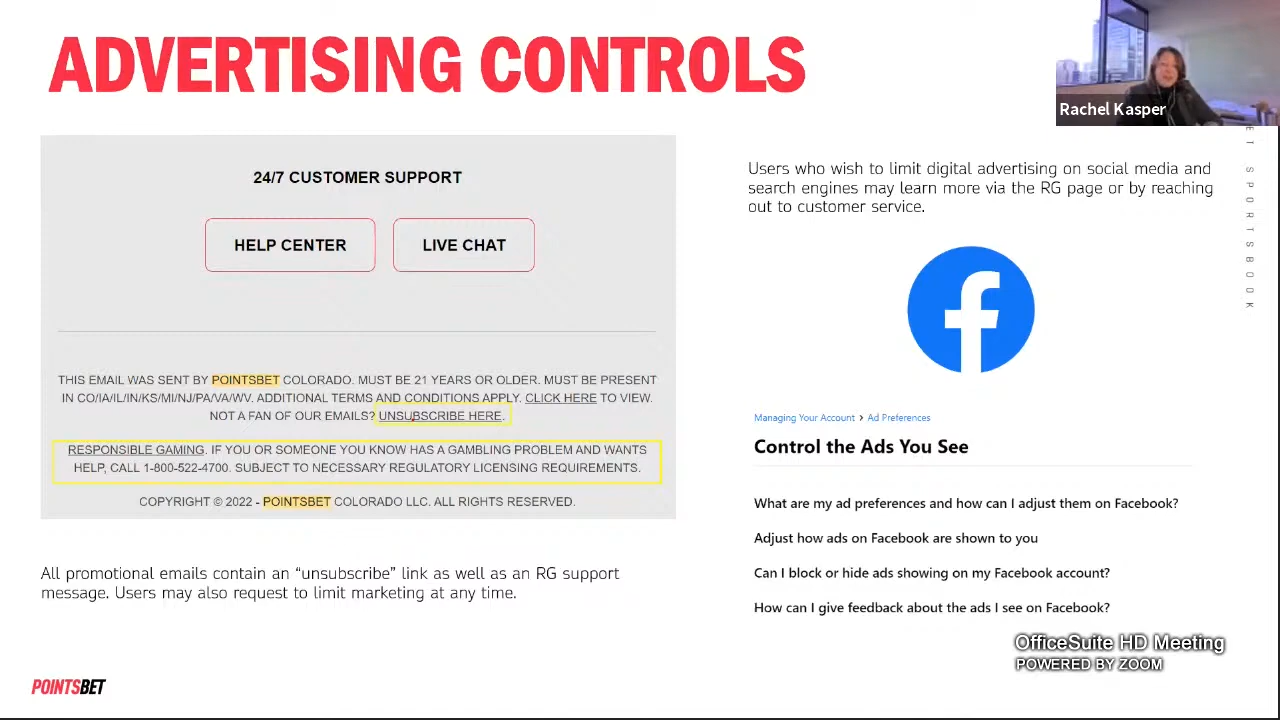 ADVERTISING CONTROLS
Rachel Kasper
24/7 CUSTOMER SUPPORT
HELP CENTER
LIVE CHAT
THIS EMAIL WAS SENT BY POINTSBET COLORADO. MUST BE 21 YEARS OR OLDER. MUST BE PRESENT
IN CO/IA/IL/IN/KS/MI/NJ/PA/VA/WV. ADDITIONAL TERMS AND CONDITIONS APPLY. CLICK HERE TO VIEW.
NOT A FAN OF OUR EMAILS? UNSUBSCRIBE HERE.
RESPONSIBLE GAMING. IF YOU OR SOMEONE YOU KNOW HAS A GAMBLING PROBLEM AND WANTS
HELP, CALL 1-800-522-4700. SUBJECT TO NECESSARY REGULATORY LICENSING REQUIREMENTS.
COPYRIGHT © 2022 - POINTSBET COLORADO LLC. ALL RIGHTS RESERVED.
All promotional emails contain an “unsubscribe” link as well as an RG support
message. Users may also request to limit marketing at any time.
Users who wish to limit digital advertising on social media and
search engines may learn more via the RG page or by reaching
out to customer service.
Managing Your Account › Ad Preferences
Control the Ads You See
What are my ad preferences and how can I adjust them on Facebook?
Adjust how ads on Facebook are shown to you
Can I block or hide ads showing on my Facebook account?
How can I give feedback about the ads I see on Facebook?
ET SPORTSBOOK
OfficeSuite HD Meeting
POWERED BY ZOOM
POINTSBET